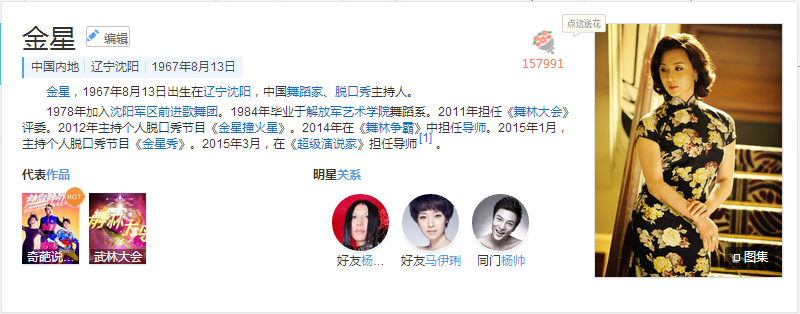 金星
编辑
点这送花
157991
中国内地 辽宁沈阳 1967年8月13日
金星，1967年8月13日出生在辽宁沈阳，中国舞蹈家、脱口秀主持人。
1978年加入沈阳军区前进歌舞团。1984年毕业于解放军艺术学院舞蹈系。2011年担任《舞林大会》
评委。2012年主持个人脱口秀节目《金星撞火星》。2014年在《舞林争霸》中担任导师。2015年1月，
主持个人脱口秀节目《金星秀》。2015年3月，在《超级演说家》担任导师[1]。
代表作品
明星关系
HOT
奇葩说...
武林大会
好友杨...
好友马伊琍
同门杨帅
图集